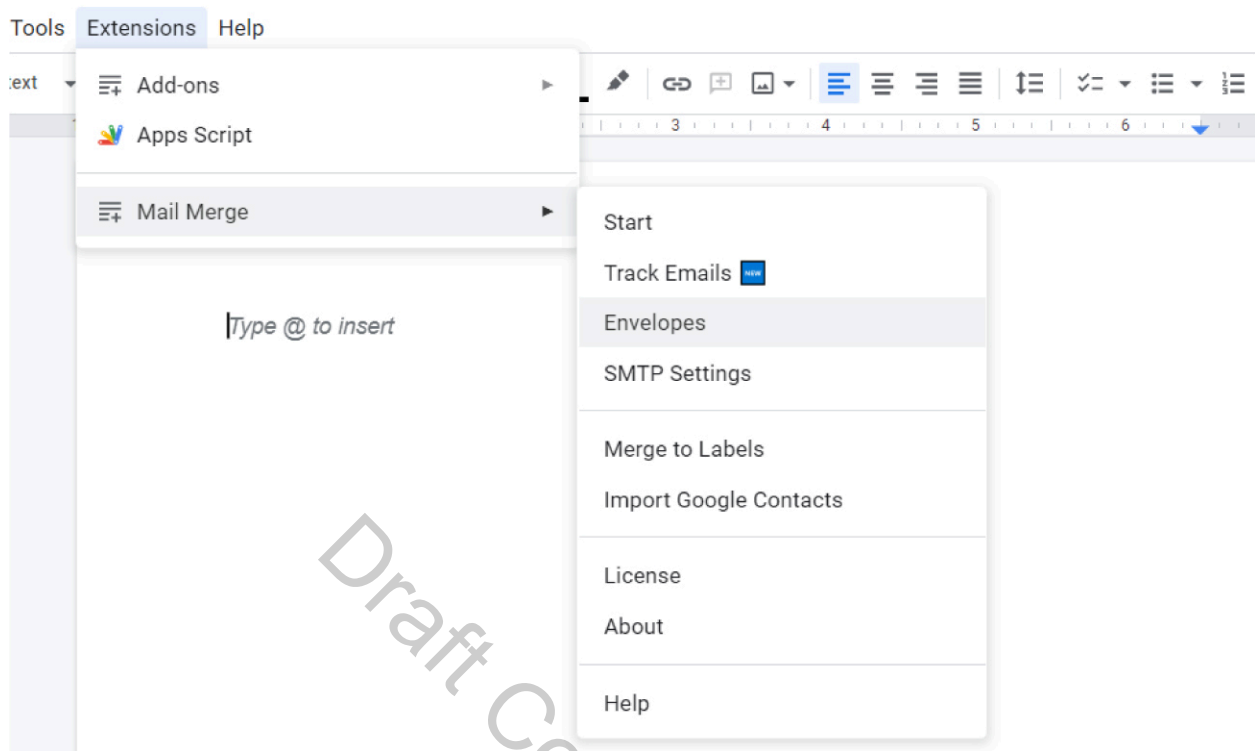 Tools Extensions Help
Add-ons
Apps Script
3 4 5 6
Mail Merge
Start
Track Emails NEW
Envelopes
Type @ to insert
SMTP Settings
Merge to Labels
Import Google Contacts
License
About
Help
Draft